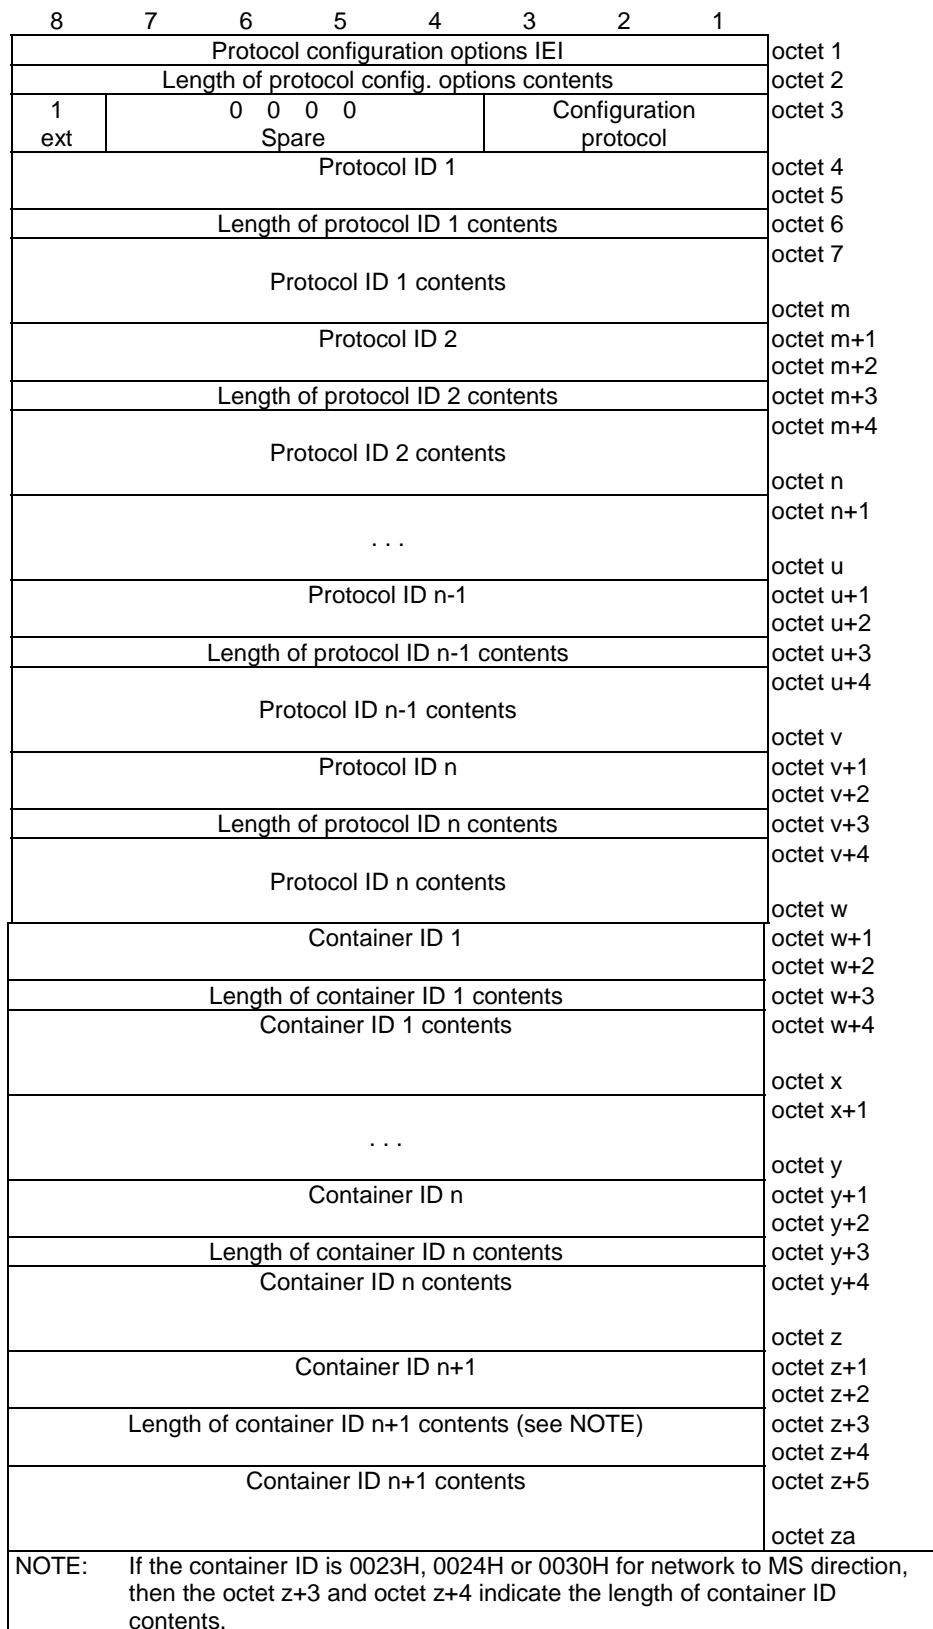 8 7 6 5 4 3 2 1
Protocol configuration options IEI octet 1
Length of protocol config. options contents octet 2
1 0 0 0 0 Configuration octet 3
ext Spare protocol
Protocol ID 1 octet 4
octet 5
Length of protocol ID 1 contents octet 6
octet 7
Protocol ID 1 contents
octet m
Protocol ID 2 octet m+1
octet m+2
Length of protocol ID 2 contents octet m+3
octet m+4
Protocol ID 2 contents
octet n
octet n+1
. . .
octet u
Protocol ID n-1 octet u+1
octet u+2
Length of protocol ID n-1 contents octet u+3
octet u+4
Protocol ID n-1 contents
octet v
Protocol ID n octet v+1
octet v+2
Length of protocol ID n contents octet v+3
octet v+4
Protocol ID n contents
octet w
Container ID 1 octet w+1
octet w+2
Length of container ID 1 contents octet w+3
Container ID 1 contents octet w+4
octet x
octet x+1
. . .
octet y
Container ID n octet y+1
octet y+2
Length of container ID n contents octet y+3
Container ID n contents octet y+4
octet z
Container ID n+1 octet z+1
octet z+2
Length of container ID n+1 contents (see NOTE) octet z+3
octet z+4
Container ID n+1 contents octet z+5
octet za
NOTE: If the container ID is 0023H, 0024H or 0030H for network to MS direction,
then the octet z+3 and octet z+4 indicate the length of container ID
contents.